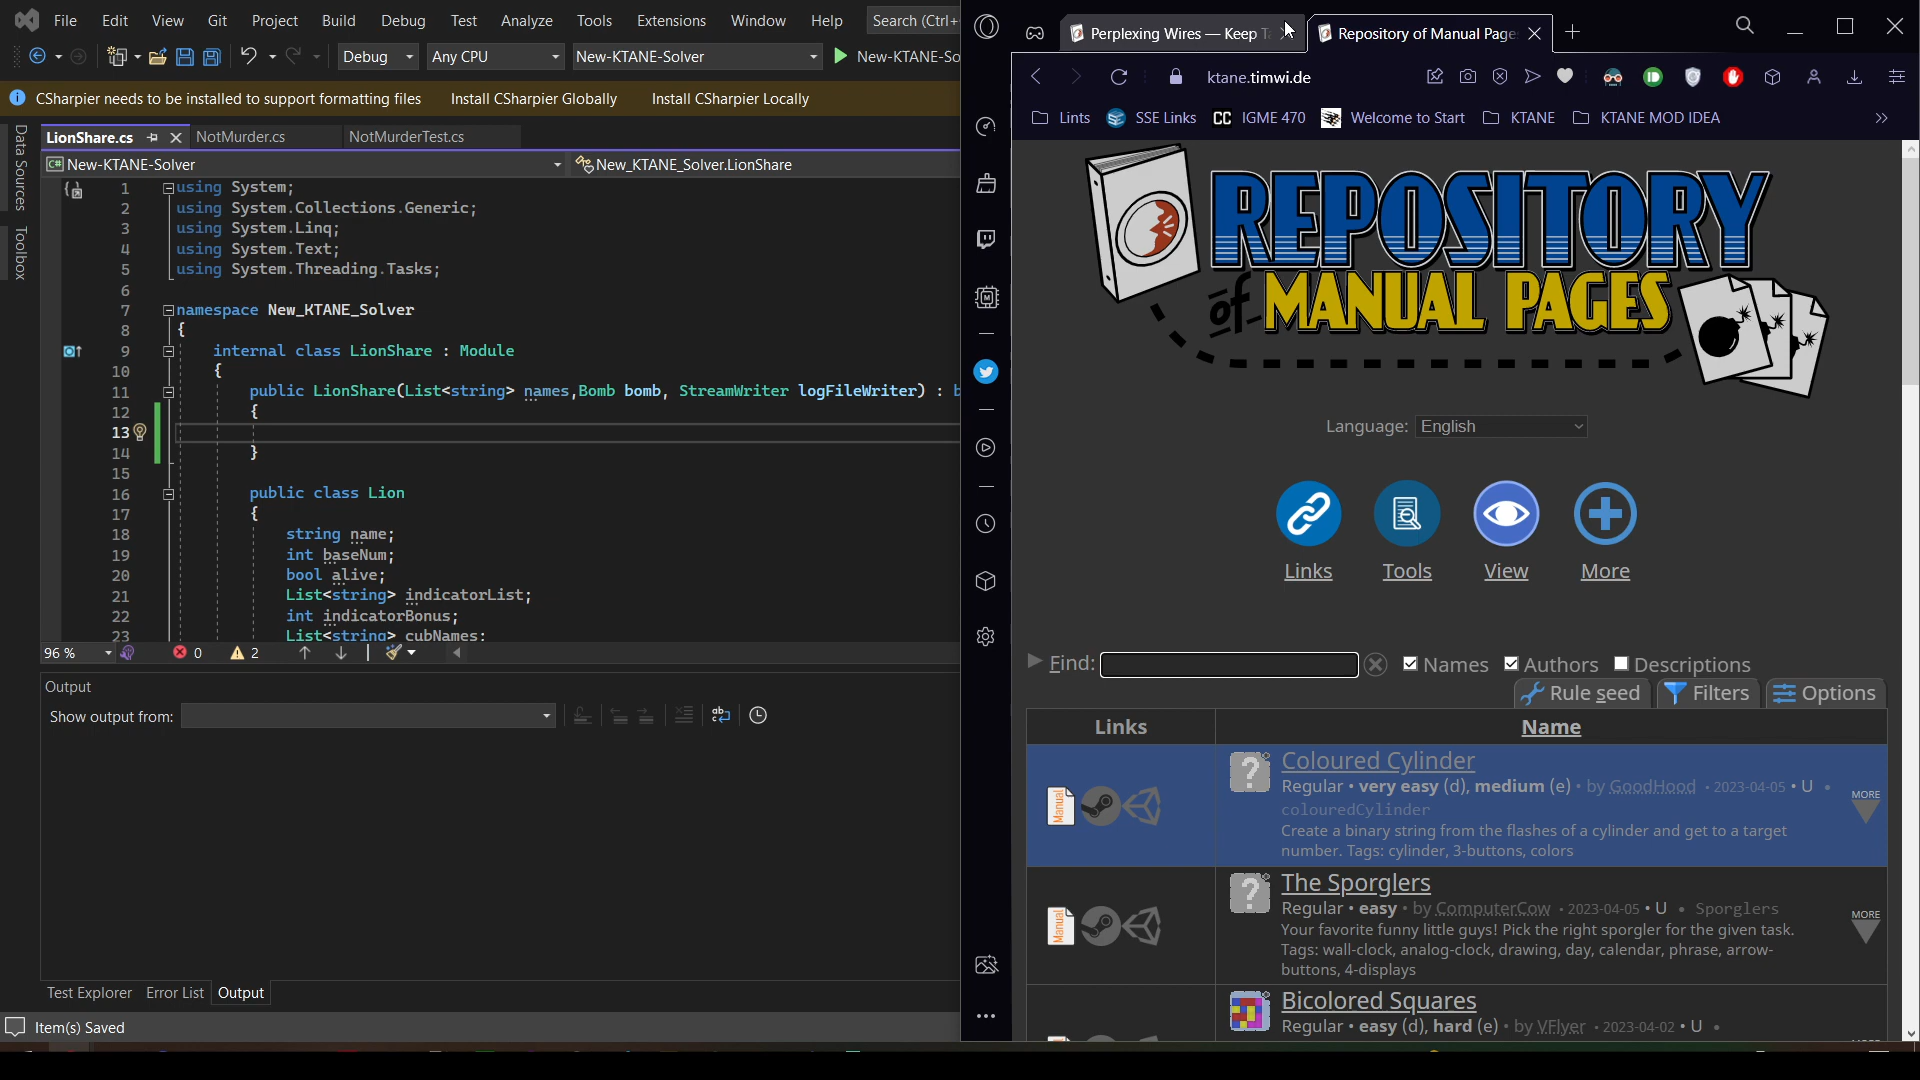 File Edit View Git Project Build Debug Test Analyze Tools Extensions Window Help Search (Ctrl+
Debug Any CPU New-KTANE-Solver New-KTANE-So
CSharpier needs to be installed to support formatting files Install CSharpier Globally Install CSharpier Locally
Data Sources
Toolbox
LionShare.cs NotMurder.cs NotMurderTest.cs
C# New-KTANE-Solver New_KTANE_Solver.LionShare
1 using System;
2 using System.Collections.Generic;
3 using System.Linq;
4 using System.Text;
5 using System.Threading.Tasks;
6
7 namespace New_KTANE_Solver
8 {
9 internal class LionShare : Module
10 {
11 public LionShare(List<string> names,Bomb bomb, StreamWriter logFileWriter) : b
12 {
13
14 }
15
16 public class Lion
17 {
18 string name;
19 int baseNum;
20 bool alive;
21 List<string> indicatorList;
22 int indicatorBonus;
23 List<string> cubNames;
96 % 0 2
Output
Show output from:
Test Explorer Error List Output
Item(s) Saved
Perplexing Wires — Keep Repository of Manual Page
ktane.timwi.de
Lints SSE Links CC IGME 470 Welcome to Start KTANE KTANE MOD IDEA
REPOSITORY
of MANUAL PAGES
Language: English
Links Tools View More
Find: Names Authors Descriptions
Rule seed Filters Options
Links Name
Manual
Coloured Cylinder
Regular • very easy (d), medium (e) • by GoodHood • 2023-04-05 • U •
colouredCylinder
Create a binary string from the flashes of a cylinder and get to a target
number. Tags: cylinder, 3-buttons, colors
MORE
Manual
The Sporglers
Regular • easy • by ComputerCow • 2023-04-05 • U • Sporglers
Your favorite funny little guys! Pick the right sporgler for the given task.
Tags: wall-clock, analog-clock, drawing, day, calendar, phrase, arrow-
buttons, 4-displays
MORE
Bicolored Squares
Regular • easy (d), hard (e) • by VFlyer • 2023-04-02 • U •